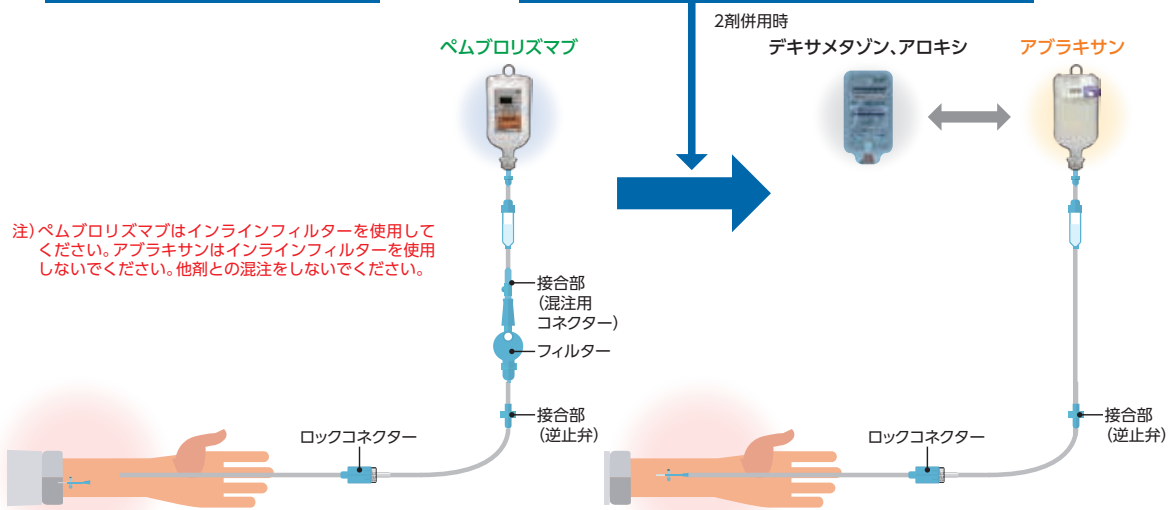 2剤併用時
ペムブロリズマブ
デキサメタゾン、アロキシ
アブラキサン
注)ペムブロリズマブはインラインフィルターを使用して
ください。アブラキサンはインラインフィルターを使用
しないでください。他剤との混注をしないでください。
接合部
(混注用
コネクター)
フィルター
接合部
(逆止弁)
ロックコネクター
接合部
(逆止弁)
ロックコネクター